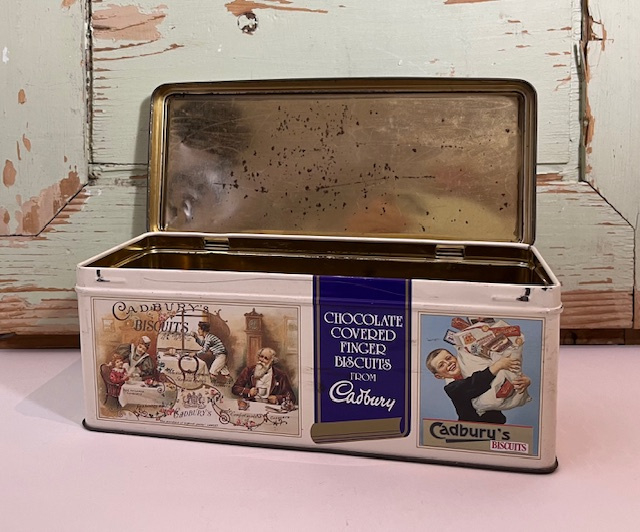 CADBURY'S
BISCUITS
CADBURY'S
CHOCOLATE
COVERED
FINGER
BISCUITS
FROM
Cadbury
Cadbury's
BISCUITS